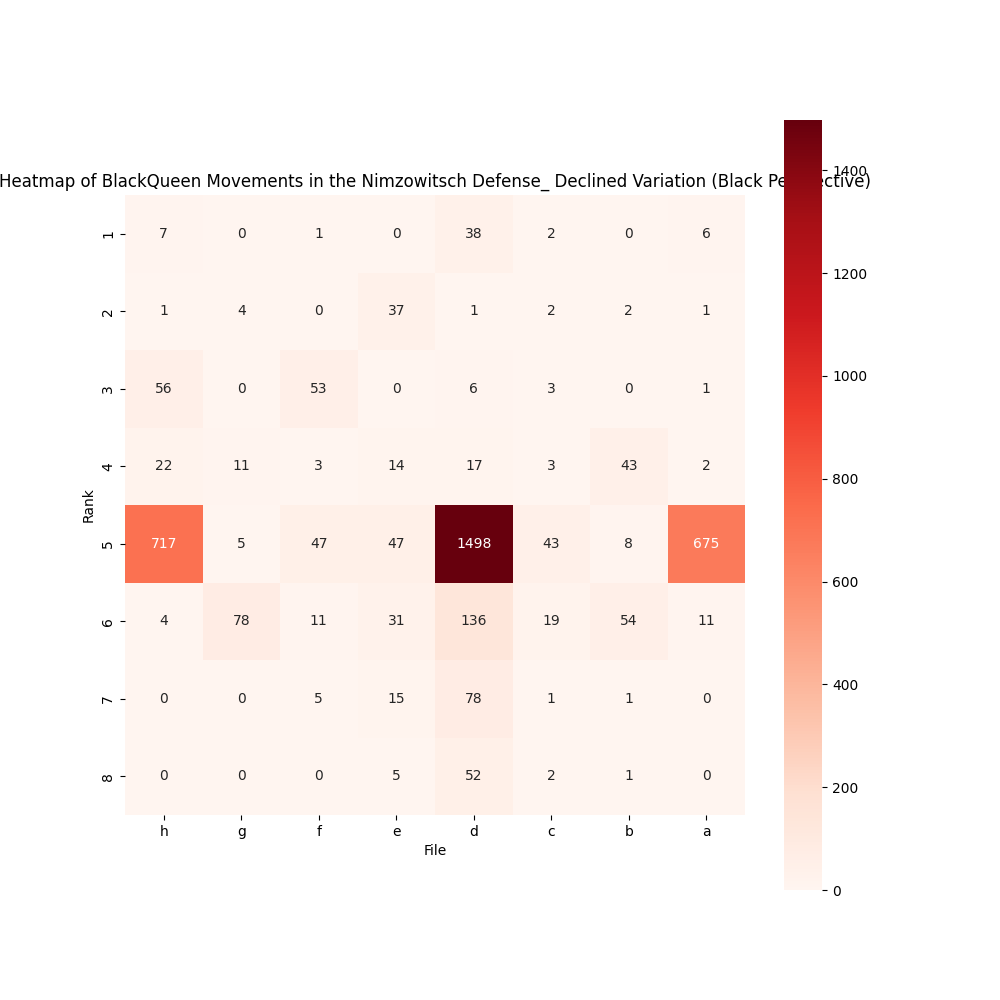 Heatmap of BlackQueen Movements in the Nimzowitsch Defense_ Declined Variation (Black Perspective)
1400
1 7 0 1 0 38 2 0 6
1200
2 1 4 0 37 1 2 2 1
1000
3 56 0 53 0 6 3 0 1
800
4 22 11 3 14 17 3 43 2
Rank
5 717 5 47 47 1498 43 8 675
600
6 4 78 11 31 136 19 54 11
400
7 0 0 5 15 78 1 1 0
200
8 0 0 0 5 52 2 1 0
h g f e d c b a
File
0